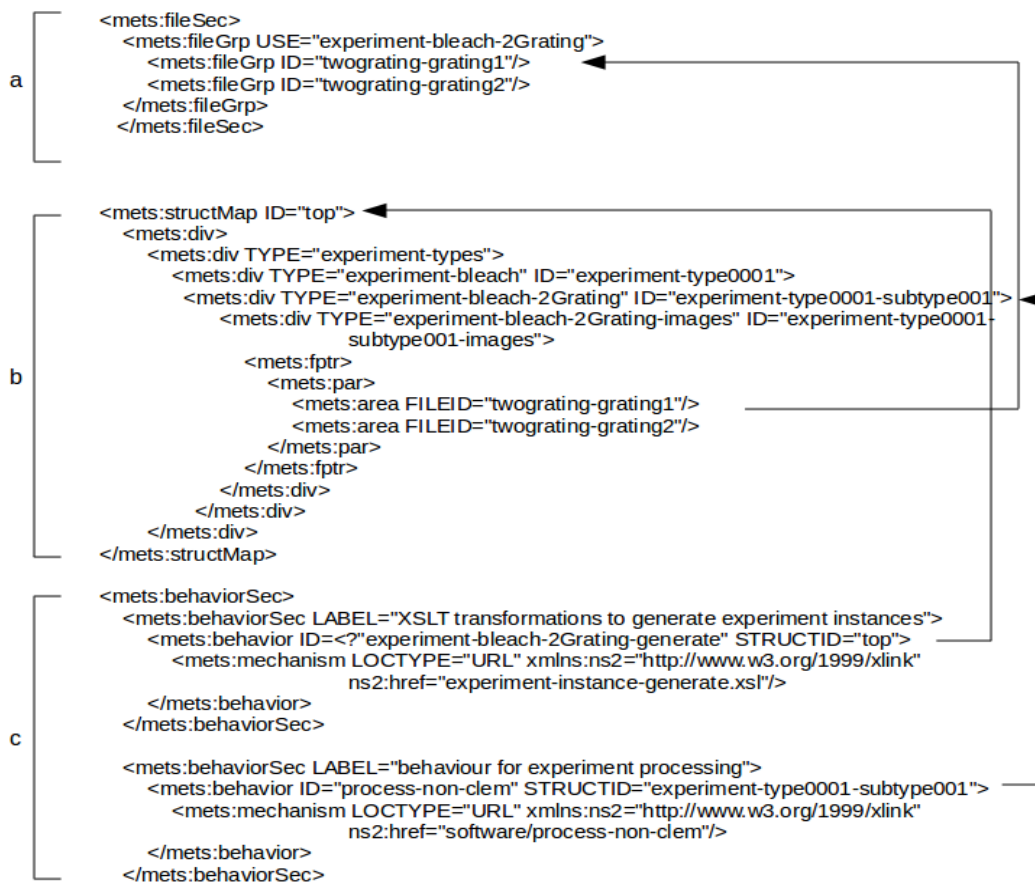 <mets:fileSec>
<mets:fileGrp USE="experiment-bleach-2Grating">
<mets:fileGrp ID="twograting-grating1"/>
a
<mets:fileGrp ID="twograting-grating2"/>
</mets:fileGrp>
</mets:fileSec>
<mets:structMap ID="top">
<mets:div>
<mets:div TYPE="experiment-types">
<mets:div TYPE="experiment-bleach" ID="experiment-type0001">
<mets:div TYPE="experiment-bleach-2Grating" ID="experiment-type0001-subtype001">
<mets:div TYPE="experiment-bleach-2Grating-images" ID="experiment-type0001-
subtype001-images">
<mets:fptr>
b
<mets:par>
<mets:area FILEID="twograting-grating1"/>
<mets:area FILEID="twograting-grating2"/>
</mets:par>
</mets:fptr>
</mets:div>
</mets:div>
</mets:div>
</mets:structMap>
<mets:behaviorSec>
<mets:behaviorSec LABEL="XSLT transformations to generate experiment instances">
<mets:behavior ID=<?"experiment-bleach-2Grating-generate" STRUCTID="top">
<mets:mechanism LOCTYPE="URL" xmlns:ns2="http://www.w3.org/1999/xlink"
ns2:href="experiment-instance-generate.xsl"/>
</mets:behavior>
</mets:behaviorSec>
c
<mets:behaviorSec LABEL="behaviour for experiment processing">
<mets:behavior ID="process-non-clem" STRUCTID="experiment-type0001-subtype001">
<mets:mechanism LOCTYPE="URL" xmlns:ns2="http://www.w3.org/1999/xlink"
ns2:href="software/process-non-clem"/>
</mets:behavior>
</mets:behaviorSec>